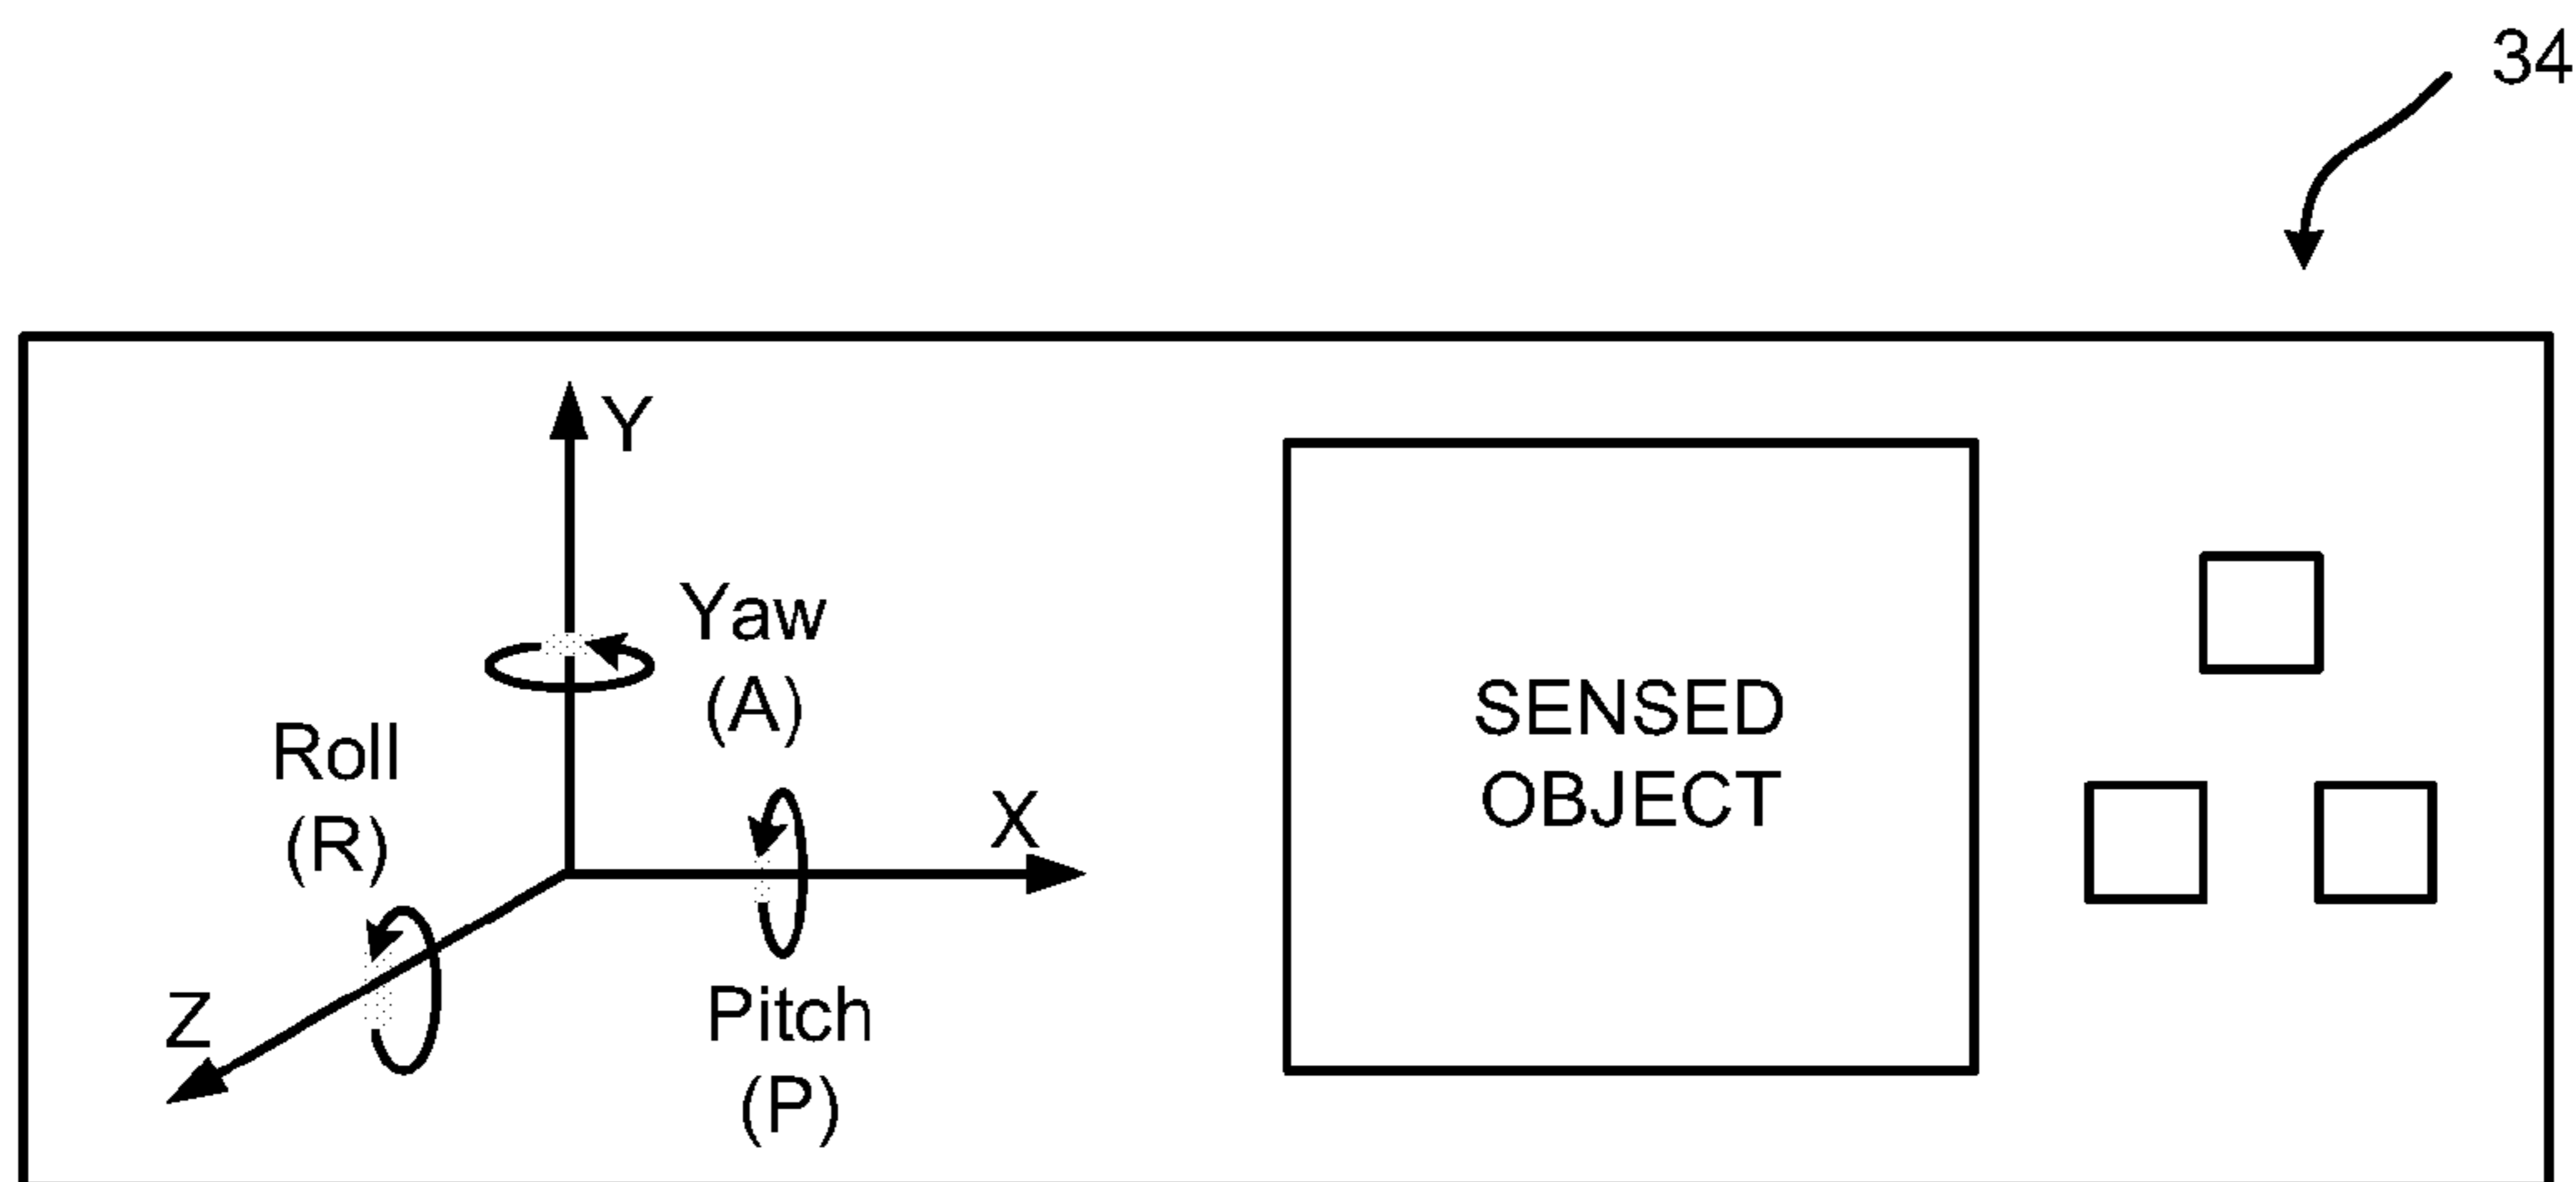 34
Y
Yaw
(A)
Roll
(R)
X
Z
Pitch
(P)
SENSED
OBJECT